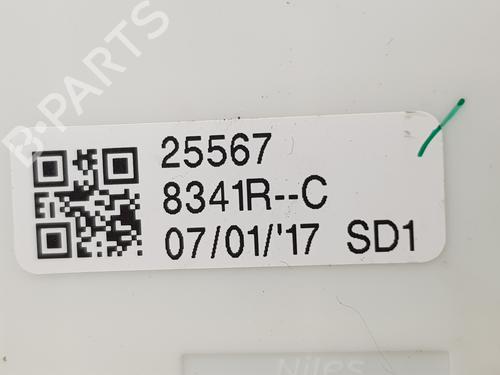 B-PARTS
25567
8341R--C
07/01/'17 SD1
Niles